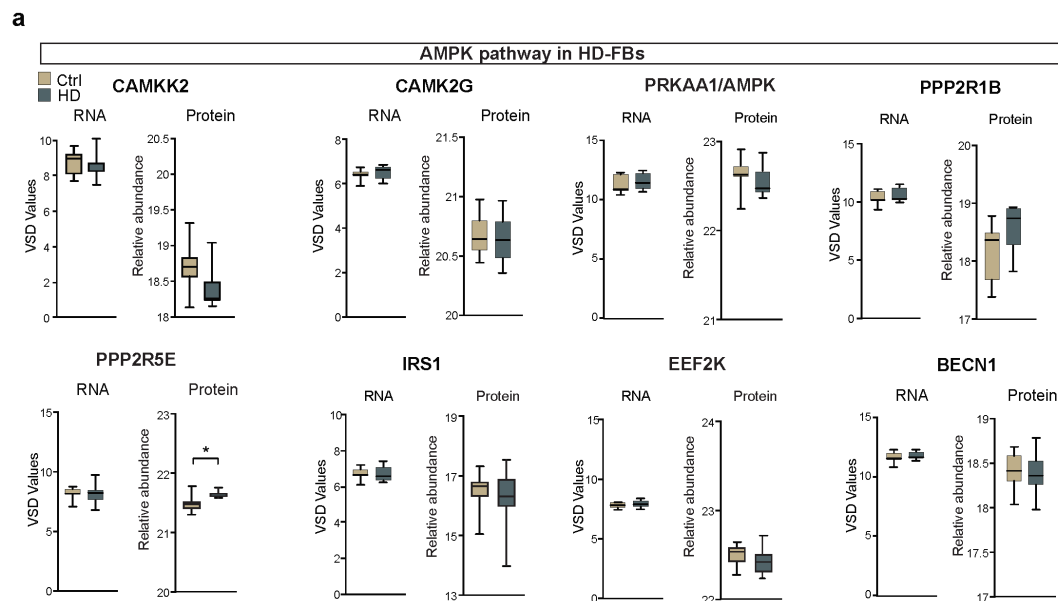 a
AMPK pathway in HD-FBs
Ctrl
HD
CAMKK2
RNA
Protein
VSD Values
10
8
6
4
2
0
Relative abundance
20.5
20
19.5
19
18.5
18
CAMK2G
RNA
Protein
VSD Values
8
6
4
2
0
Relative abundance
21.5
21
20.5
20
PRKAA1/AMPK
RNA
Protein
VSD Values
15
10
5
0
Relative abundance
23
22
21
PPP2R1B
RNA
Protein
VSD Values
15
10
5
0
Relative abundance
20
19
18
17
PPP2R5E
RNA
Protein
VSD Values
15
10
5
0
Relative abundance
23
22
21
20
*
IRS1
RNA
Protein
VSD Values
10
8
6
4
2
0
Relative abundance
19
17
15
13
EEF2K
RNA
Protein
VSD Values
15
10
5
0
Relative abundance
24
23
22
BECN1
RNA
Protein
VSD Values
15
10
5
0
Relative abundance
19
18.5
18
17.5
17